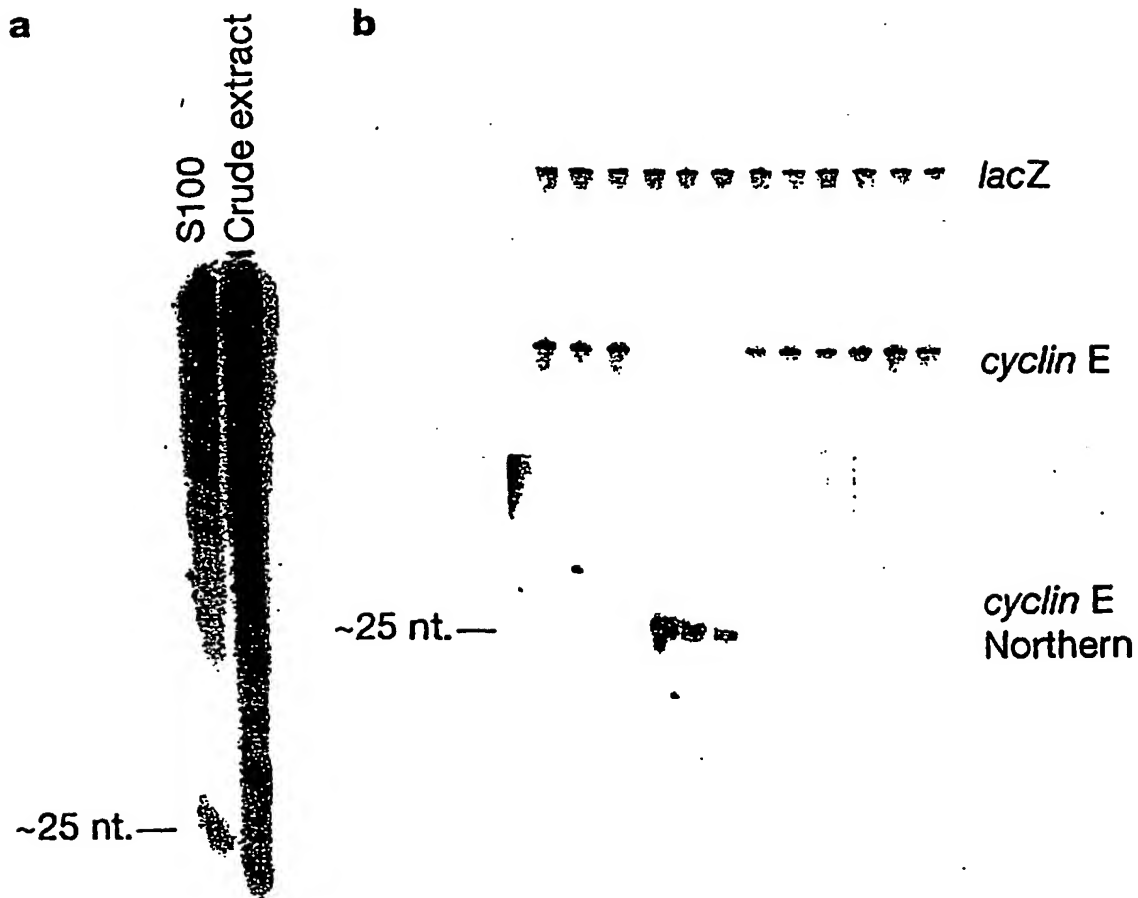 a
b
S100
Crude extract
lacZ
cyclin E
~25 nt.
cyclin E
Northern
~25 nt.